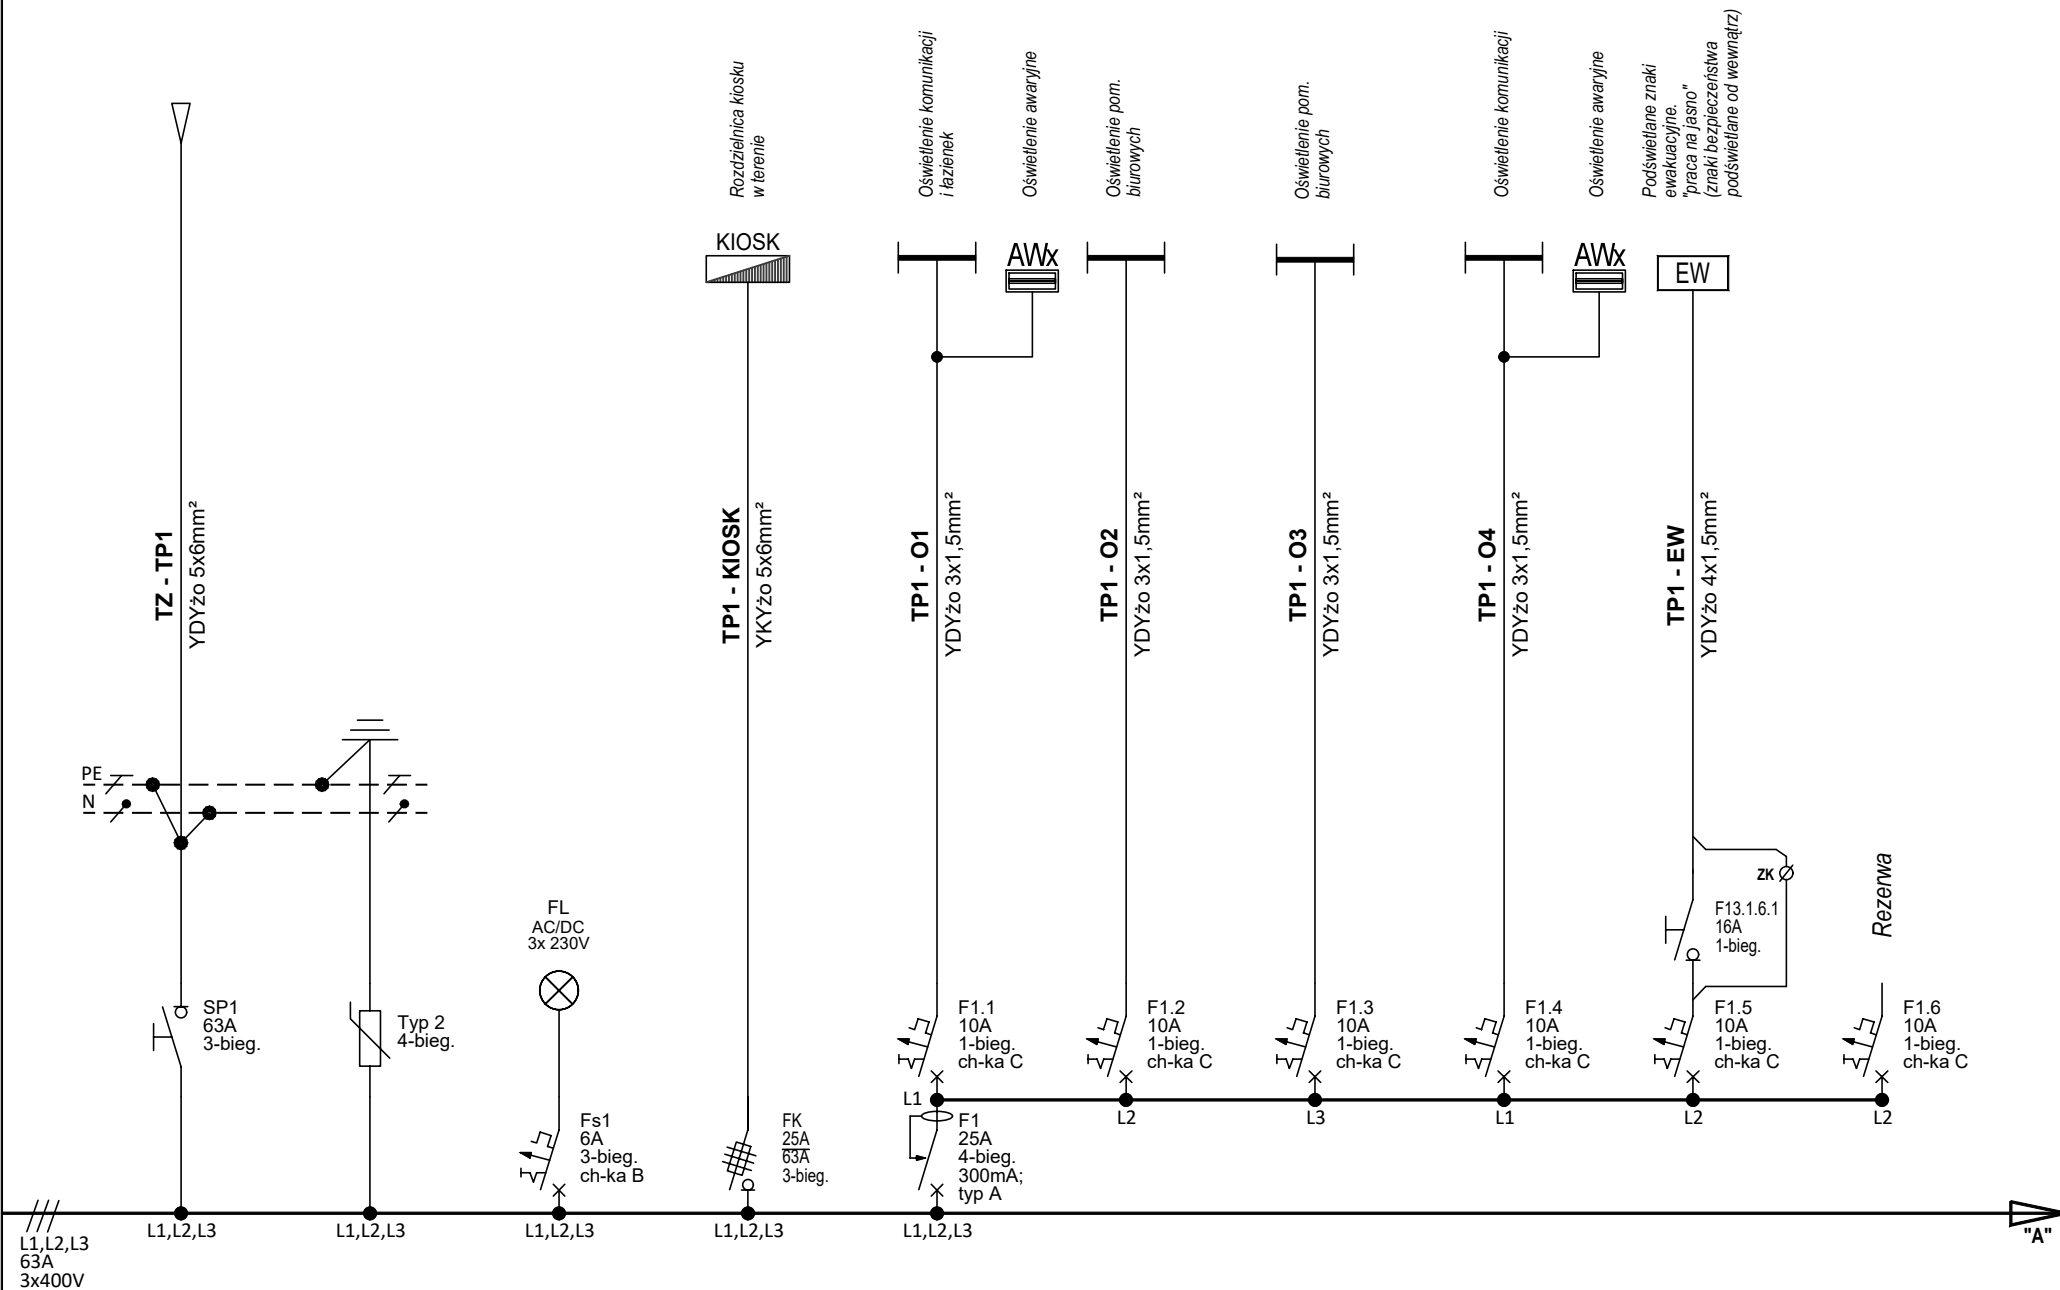 Rozdzielnica kiosku
w terenie
Oświetlenie komunikacji
i łazienek
Oświetlenie awaryjne
Oświetlenie pom.
biurowych
Oświetlenie pom.
biurowych
Oświetlenie komunikacji
Oświetlenie awaryjne
Podświetlane znaki
ewakuacyjne.
"praca na jasno"
(znaki bezpieczeństwa
podświetlane od wewnątrz)
KIOSK
AWx
AWx
EW
TZ - TP1
YDYżo 5x6mm²
TP1 - KIOSK
YKYżo 5x6mm²
TP1 - O1
YDYżo 3x1,5mm²
TP1 - O2
YDYżo 3x1,5mm²
TP1 - O3
YDYżo 3x1,5mm²
TP1 - O4
YDYżo 3x1,5mm²
TP1 - EW
YDYżo 4x1,5mm²
PE
N
FL
AC/DC
3x 230V
ZK
F13.1.6.1
16A
1-bieg.
Rezerwa
SP1
63A
3-bieg.
Typ 2
4-bieg.
F1.1
10A
1-bieg.
ch-ka C
F1.2
10A
1-bieg.
ch-ka C
F1.3
10A
1-bieg.
ch-ka C
F1.4
10A
1-bieg.
ch-ka C
F1.5
10A
1-bieg.
ch-ka C
F1.6
10A
1-bieg.
ch-ka C
L1
L2
L3
L1
L2
L2
Fs1
6A
3-bieg.
ch-ka B
FK
25A
63A
3-bieg.
F1
25A
4-bieg.
300mA;
typ A
L1,L2,L3
63A
3x400V
L1,L2,L3
L1,L2,L3
L1,L2,L3
L1,L2,L3
L1,L2,L3
"A"